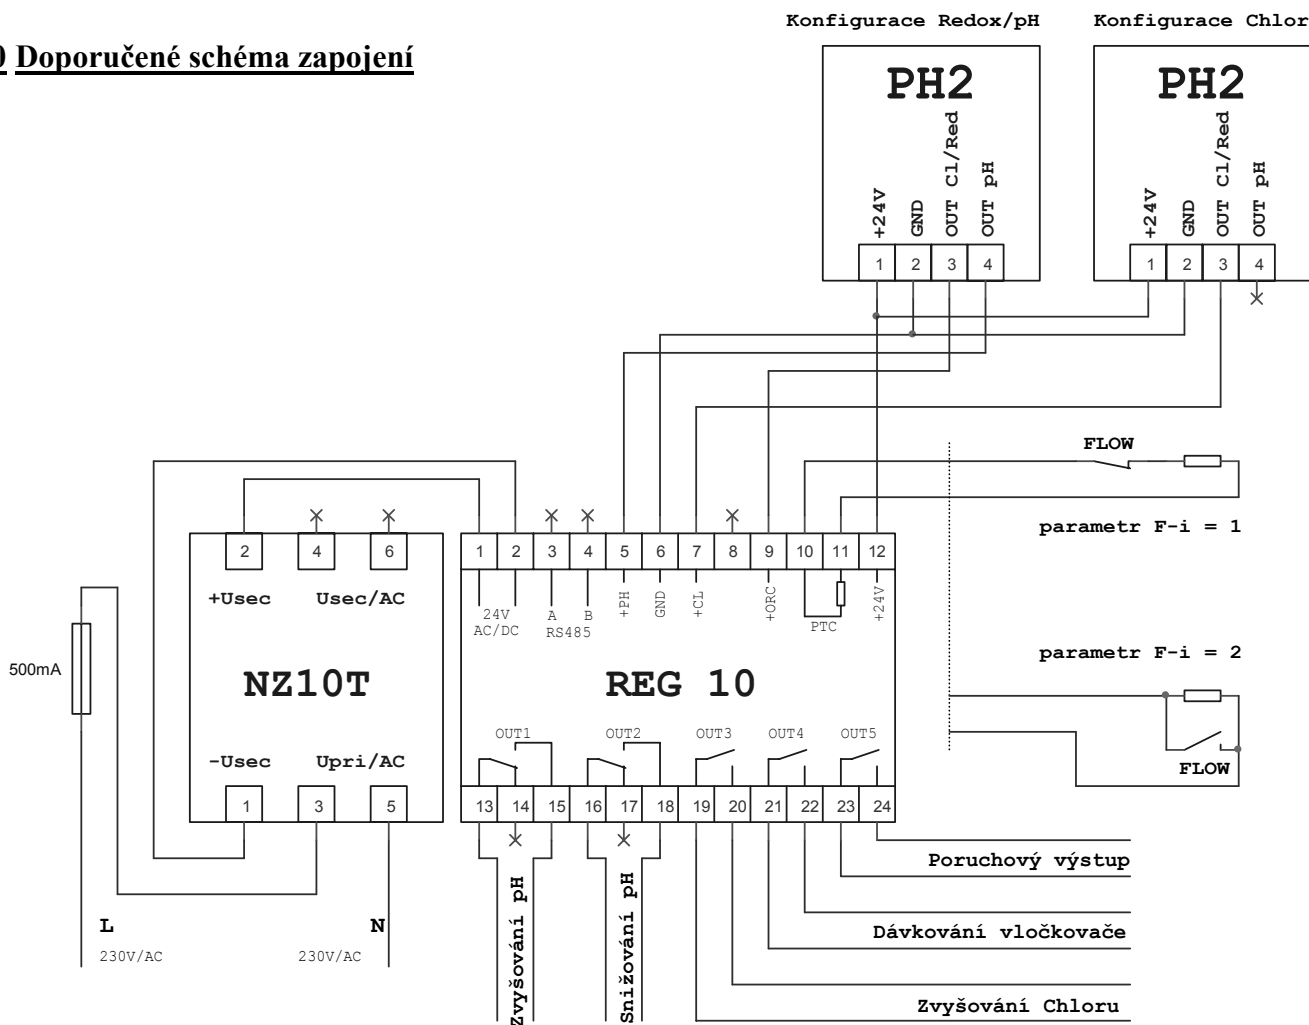 Konfigurace Redox/pH
Konfigurace Chlor
0 Doporučené schéma zapojení
PH2
PH2
+24V
GND
OUT Cl/Red
OUT pH
+24V
GND
OUT Cl/Red
OUT pH
1 2 3 4
1 2 3 4
FLOW
parametr F-i = 1
2 4 6
1 2 3 4 5 6 7 8 9 10 11 12
+Usec Usec/AC
24V
AC/DC
A B
RS485
+PH
GND
+CL
+ORC
PTC
+24V
500mA
NZ10T
REG 10
parametr F-i = 2
-Usec Upri/AC
OUT1 OUT2 OUT3 OUT4 OUT5
FLOW
1 3 5
13 14 15 16 17 18 19 20 21 22 23 24
Poruchový výstup
Dávkování vločkovače
Zvyšování Chloru
Zvyšování pH
Snižování pH
L
230V/AC
N
230V/AC